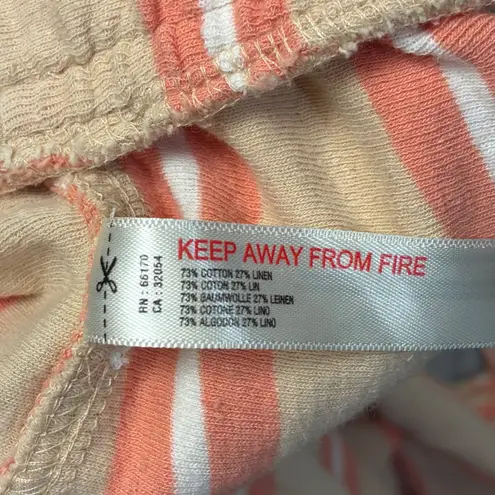 KEEP AWAY FROM FIRE
73% COTTON 27% LINEN
73% COTON 27% LIN
73% BAUMWOLLE 27% LEINEN
73% COTONE 27% LINO
73% ALGODON 27% LINO
RN : 66170
CA : 32054